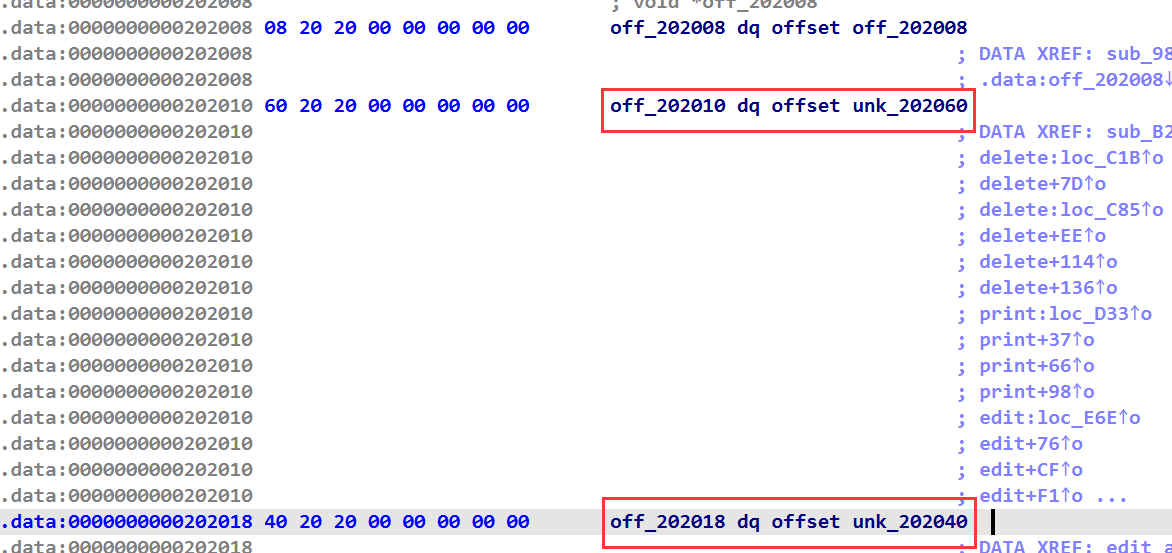 .data:0000000000202008 ; void *off_202008
.data:0000000000202008 08 20 20 00 00 00 00 00 off_202008 dq offset off_202008
.data:0000000000202008 ; DATA XREF: sub_98
.data:0000000000202008 ; .data:off_202008↓
.data:0000000000202010 60 20 20 00 00 00 00 00 off_202010 dq offset unk_202060
.data:0000000000202010 ; DATA XREF: sub_B2
.data:0000000000202010 ; delete:loc_C1B↑o
.data:0000000000202010 ; delete+7D↑o
.data:0000000000202010 ; delete:loc_C85↑o
.data:0000000000202010 ; delete+EE↑o
.data:0000000000202010 ; delete+114↑o
.data:0000000000202010 ; delete+136↑o
.data:0000000000202010 ; print:loc_D33↑o
.data:0000000000202010 ; print+37↑o
.data:0000000000202010 ; print+66↑o
.data:0000000000202010 ; print+98↑o
.data:0000000000202010 ; edit:loc_E6E↑o
.data:0000000000202010 ; edit+76↑o
.data:0000000000202010 ; edit+CF↑o
.data:0000000000202010 ; edit+F1↑o ...
.data:0000000000202018 40 20 20 00 00 00 00 00 off_202018 dq offset unk_202040
.data:0000000000202018 ; DATA XREF: edit_a